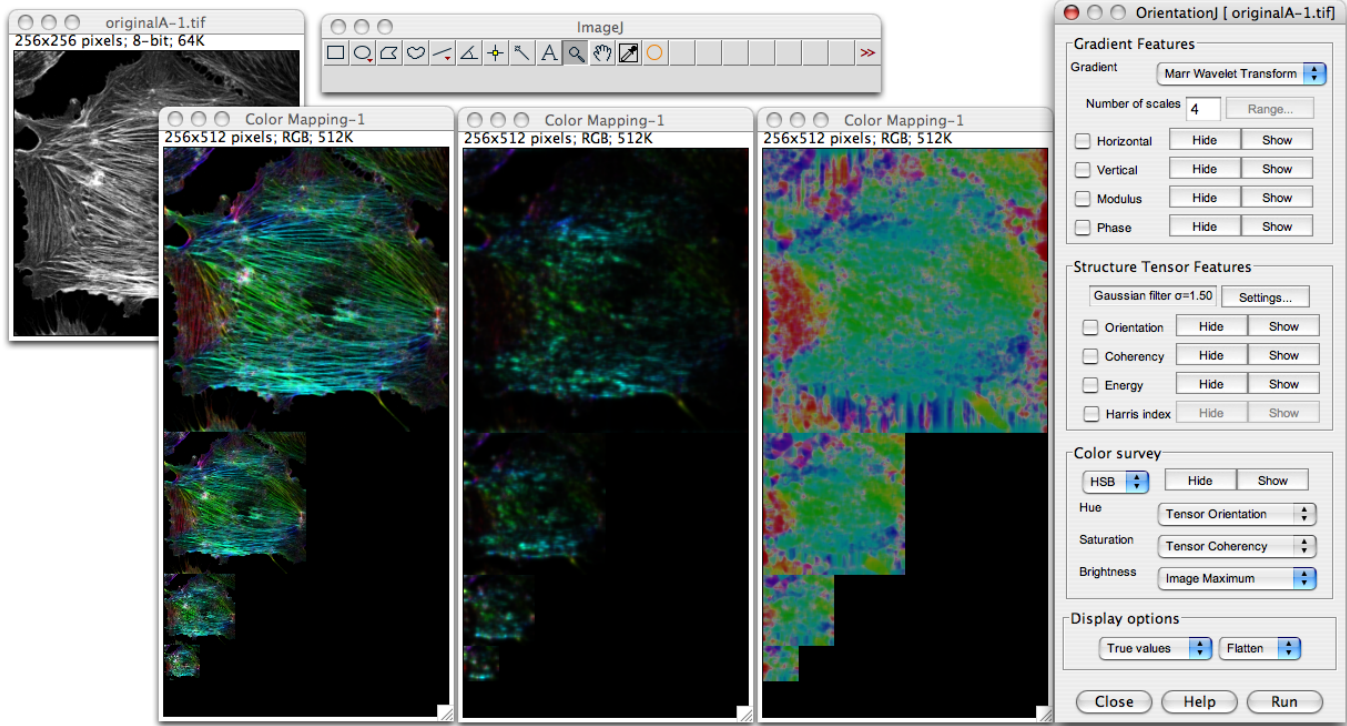 originalA-1.tif
256x256 pixels; 8-bit; 64K
ImageJ
A
>>
Color Mapping-1
256x512 pixels; RGB; 512K
Color Mapping-1
256x512 pixels; RGB; 512K
Color Mapping-1
256x512 pixels; RGB; 512K
OrientationJ [ originalA-1.tif]
Gradient Features
Gradient Marr Wavelet Transform
Number of scales 4 Range...
Horizontal Hide Show
Vertical Hide Show
Modulus Hide Show
Phase Hide Show
Structure Tensor Features
Gaussian filter σ=1.50 Settings...
Orientation Hide Show
Coherency Hide Show
Energy Hide Show
Harris index Hide Show
Color survey
HSB Hide Show
Hue Tensor Orientation
Saturation Tensor Coherency
Brightness Image Maximum
Display options
True values Flatten
Close Help Run